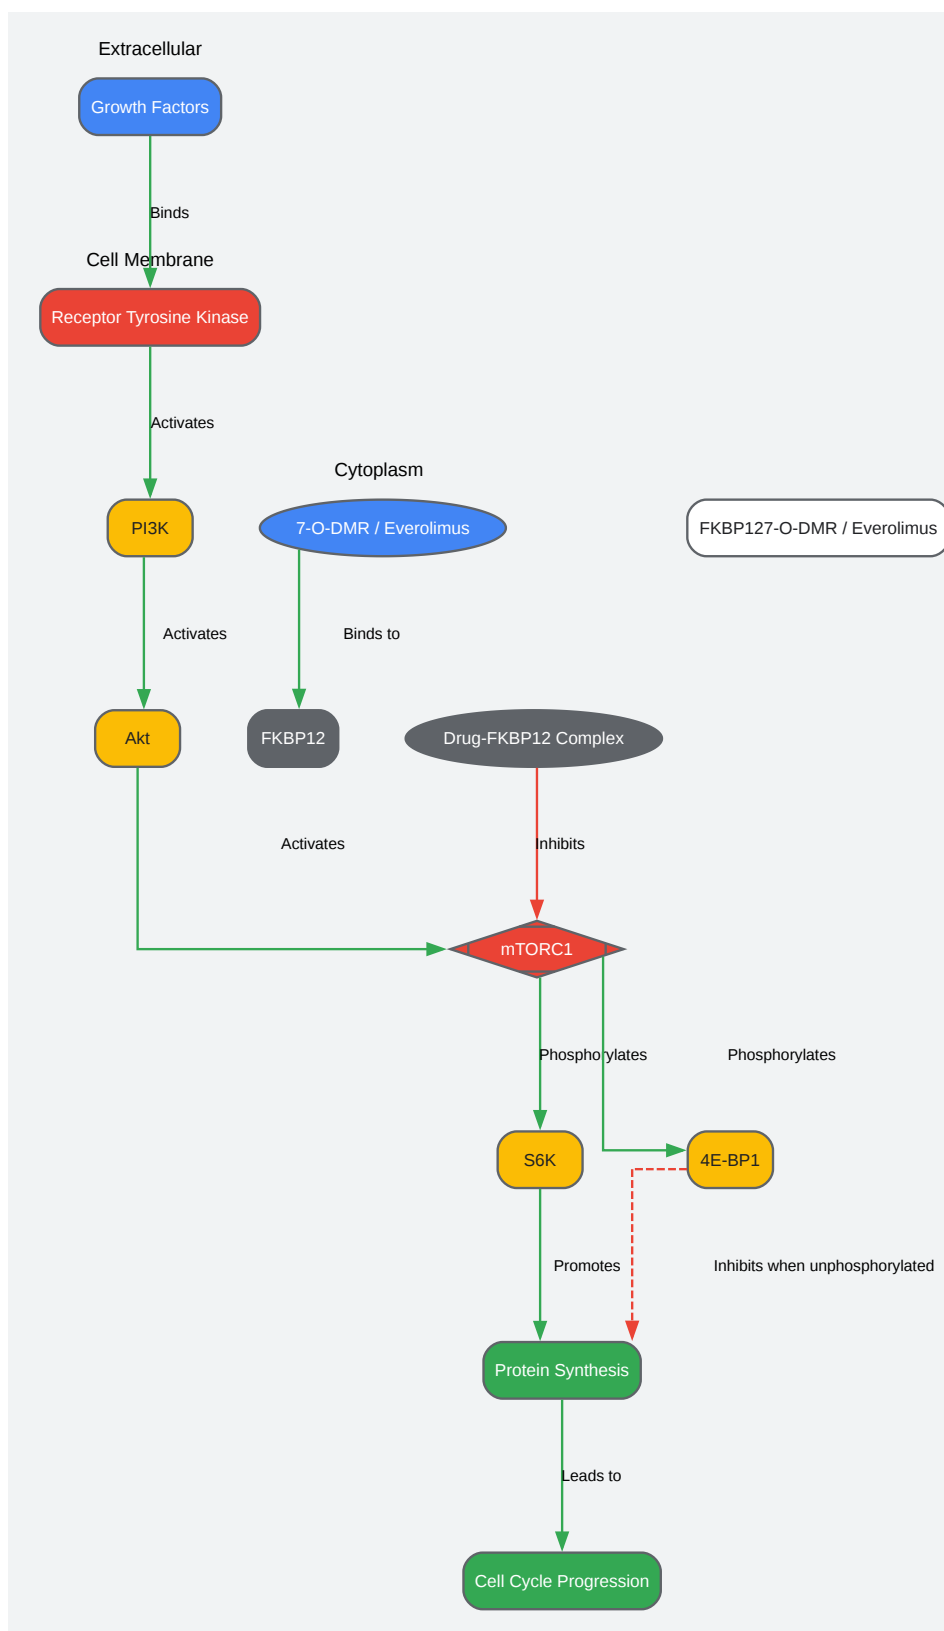 Extracellular
Growth Factors
Binds
Cell Membrane
Receptor Tyrosine Kinase
Activates
Cytoplasm
PI3K
7-O-DMR / Everolimus
FKBP127-O-DMR / Everolimus
Activates
Binds to
Akt
FKBP12
Drug-FKBP12 Complex
Activates
Inhibits
mTORC1
Phosphorylates
Phosphorylates
S6K
4E-BP1
Promotes
Inhibits when unphosphorylated
Protein Synthesis
Leads to
Cell Cycle Progression